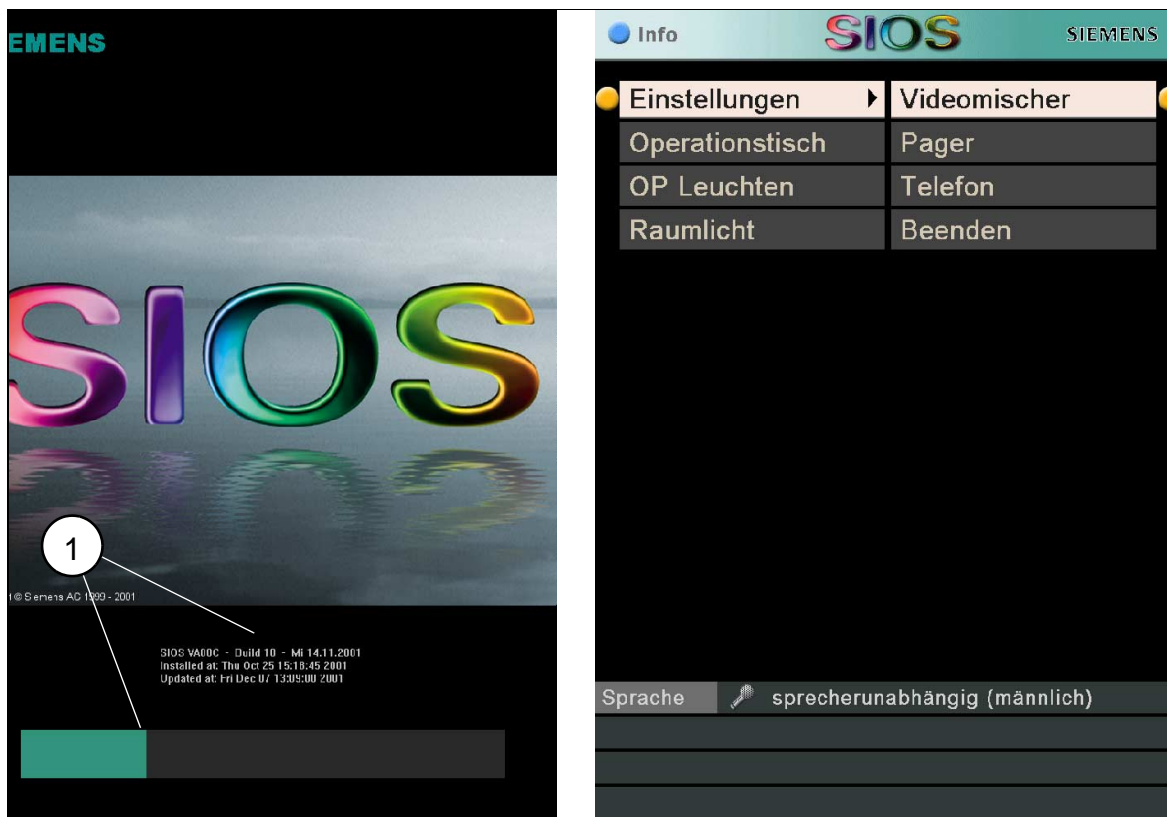 EMENS
SIOS
1
© Siemens AG 1999 - 2001
SIOS VA00C - Build 10 - Mi 14.11.2001
Installed at: Thu Oct 25 15:16:45 2001
Updated at: Fri Dec 07 13:09:00 2001
Info SIOS SIEMENS
Einstellungen Videomischer
Operationstisch Pager
OP Leuchten Telefon
Raumlicht Beenden
Sprache sprecherunabhängig (männlich)